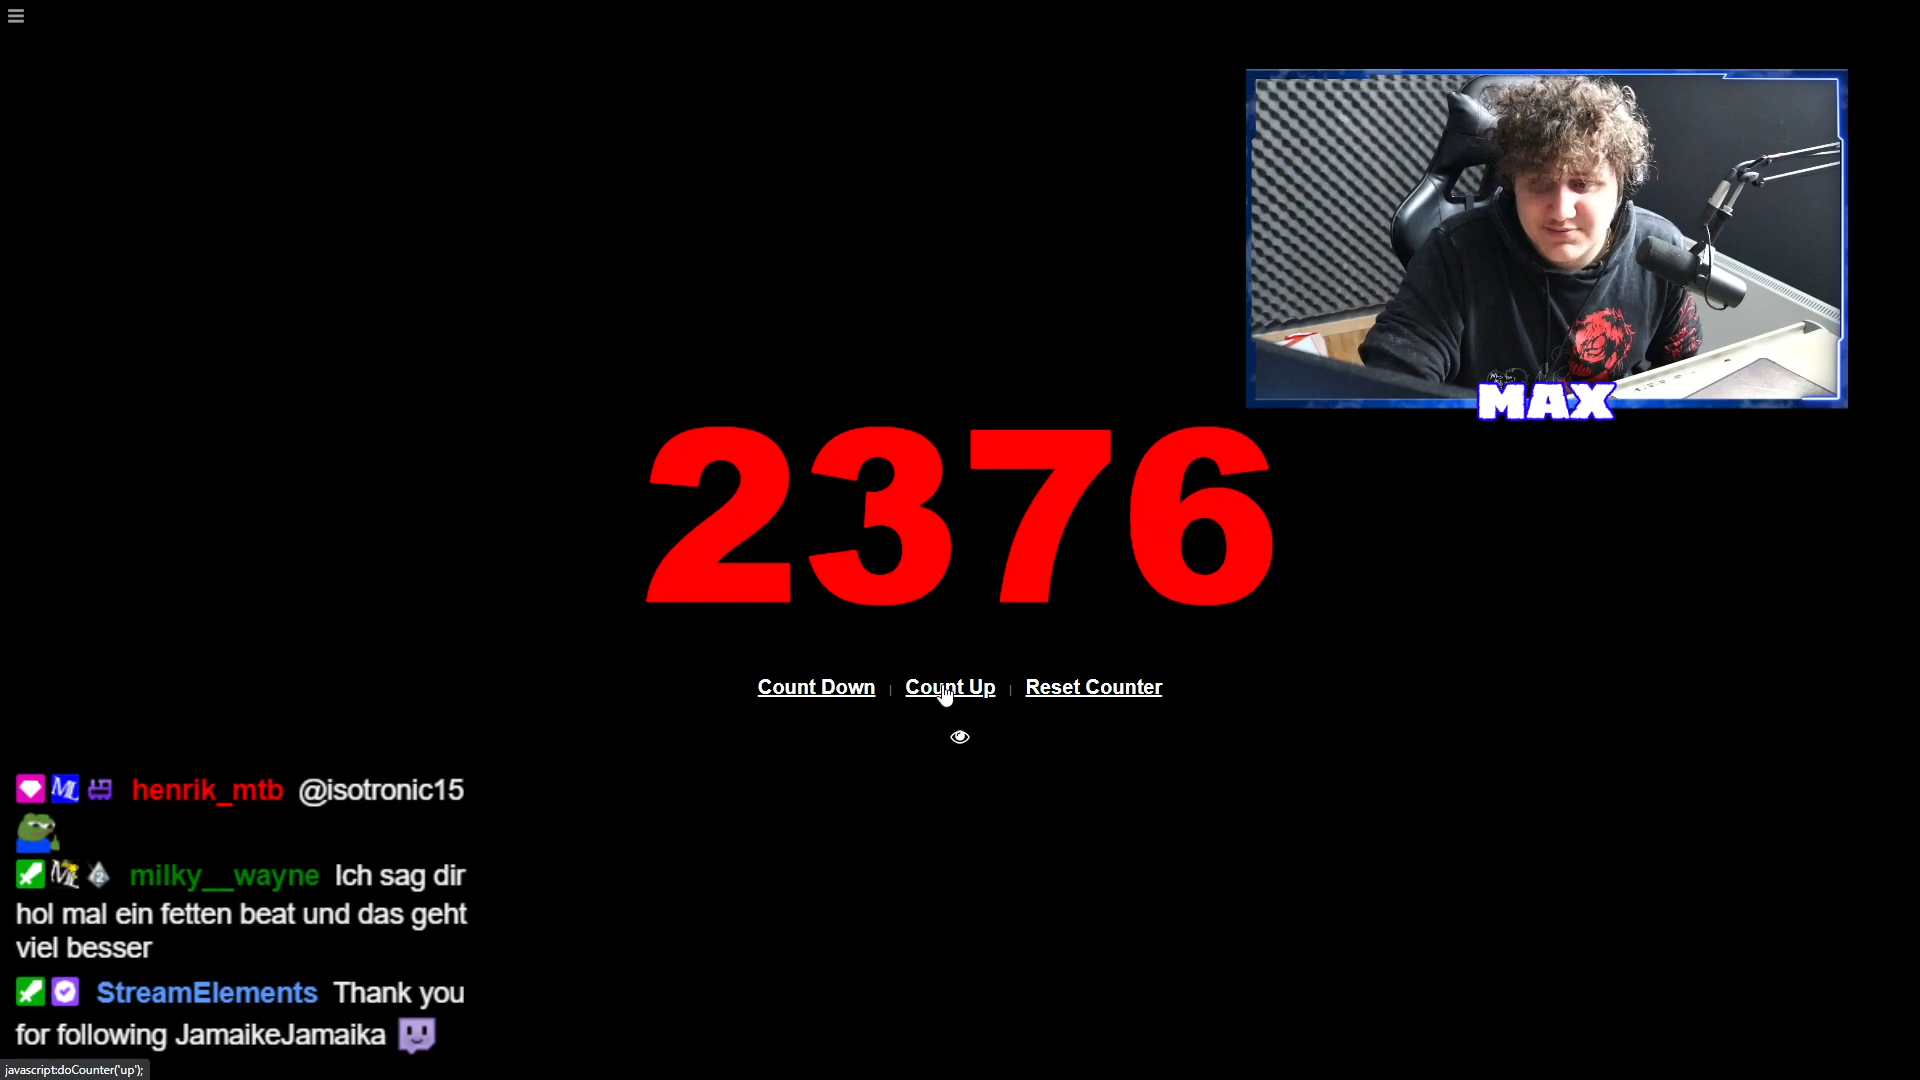 MAX
2376
Count Down | Count Up | Reset Counter
henrik_mtb @isotronic15
milky__wayne Ich sag dir
hol mal ein fetten beat und das geht
viel besser
StreamElements Thank you
for following JamaikeJamaika
javascript:doCounter('up');